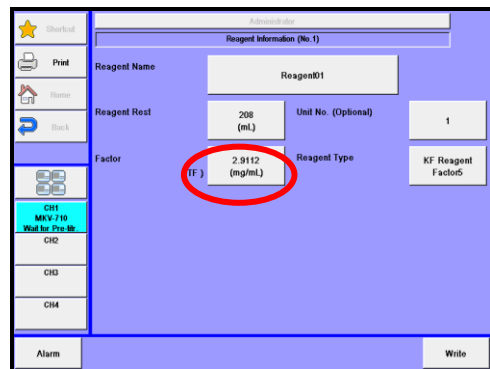 Administrator
Shortcut
Reagent Information (No.1)
Print
Reagent Name
Reagent01
Home
Reagent Rest
208
(mL)
Unit No. (Optional)
1
Back
Factor
TF )
2.9112
(mg/mL)
Reagent Type
KF Reagent
Factor5
CH1
MKV-710
Wait for Pre-titr.
CH2
CH3
CH4
Alarm
Write